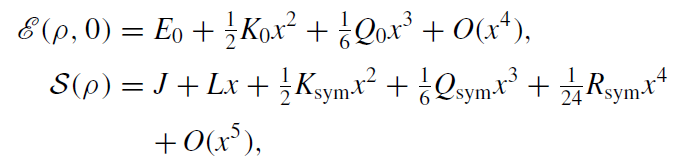 ℰ(ρ, 0) = E₀ + ½K₀x² + ⅙Q₀x³ + O(x⁴),
𝒮(ρ) = J + Lx + ½K_sym x² + ⅙Q_sym x³ + 1/24 R_sym x⁴
+ O(x⁵),